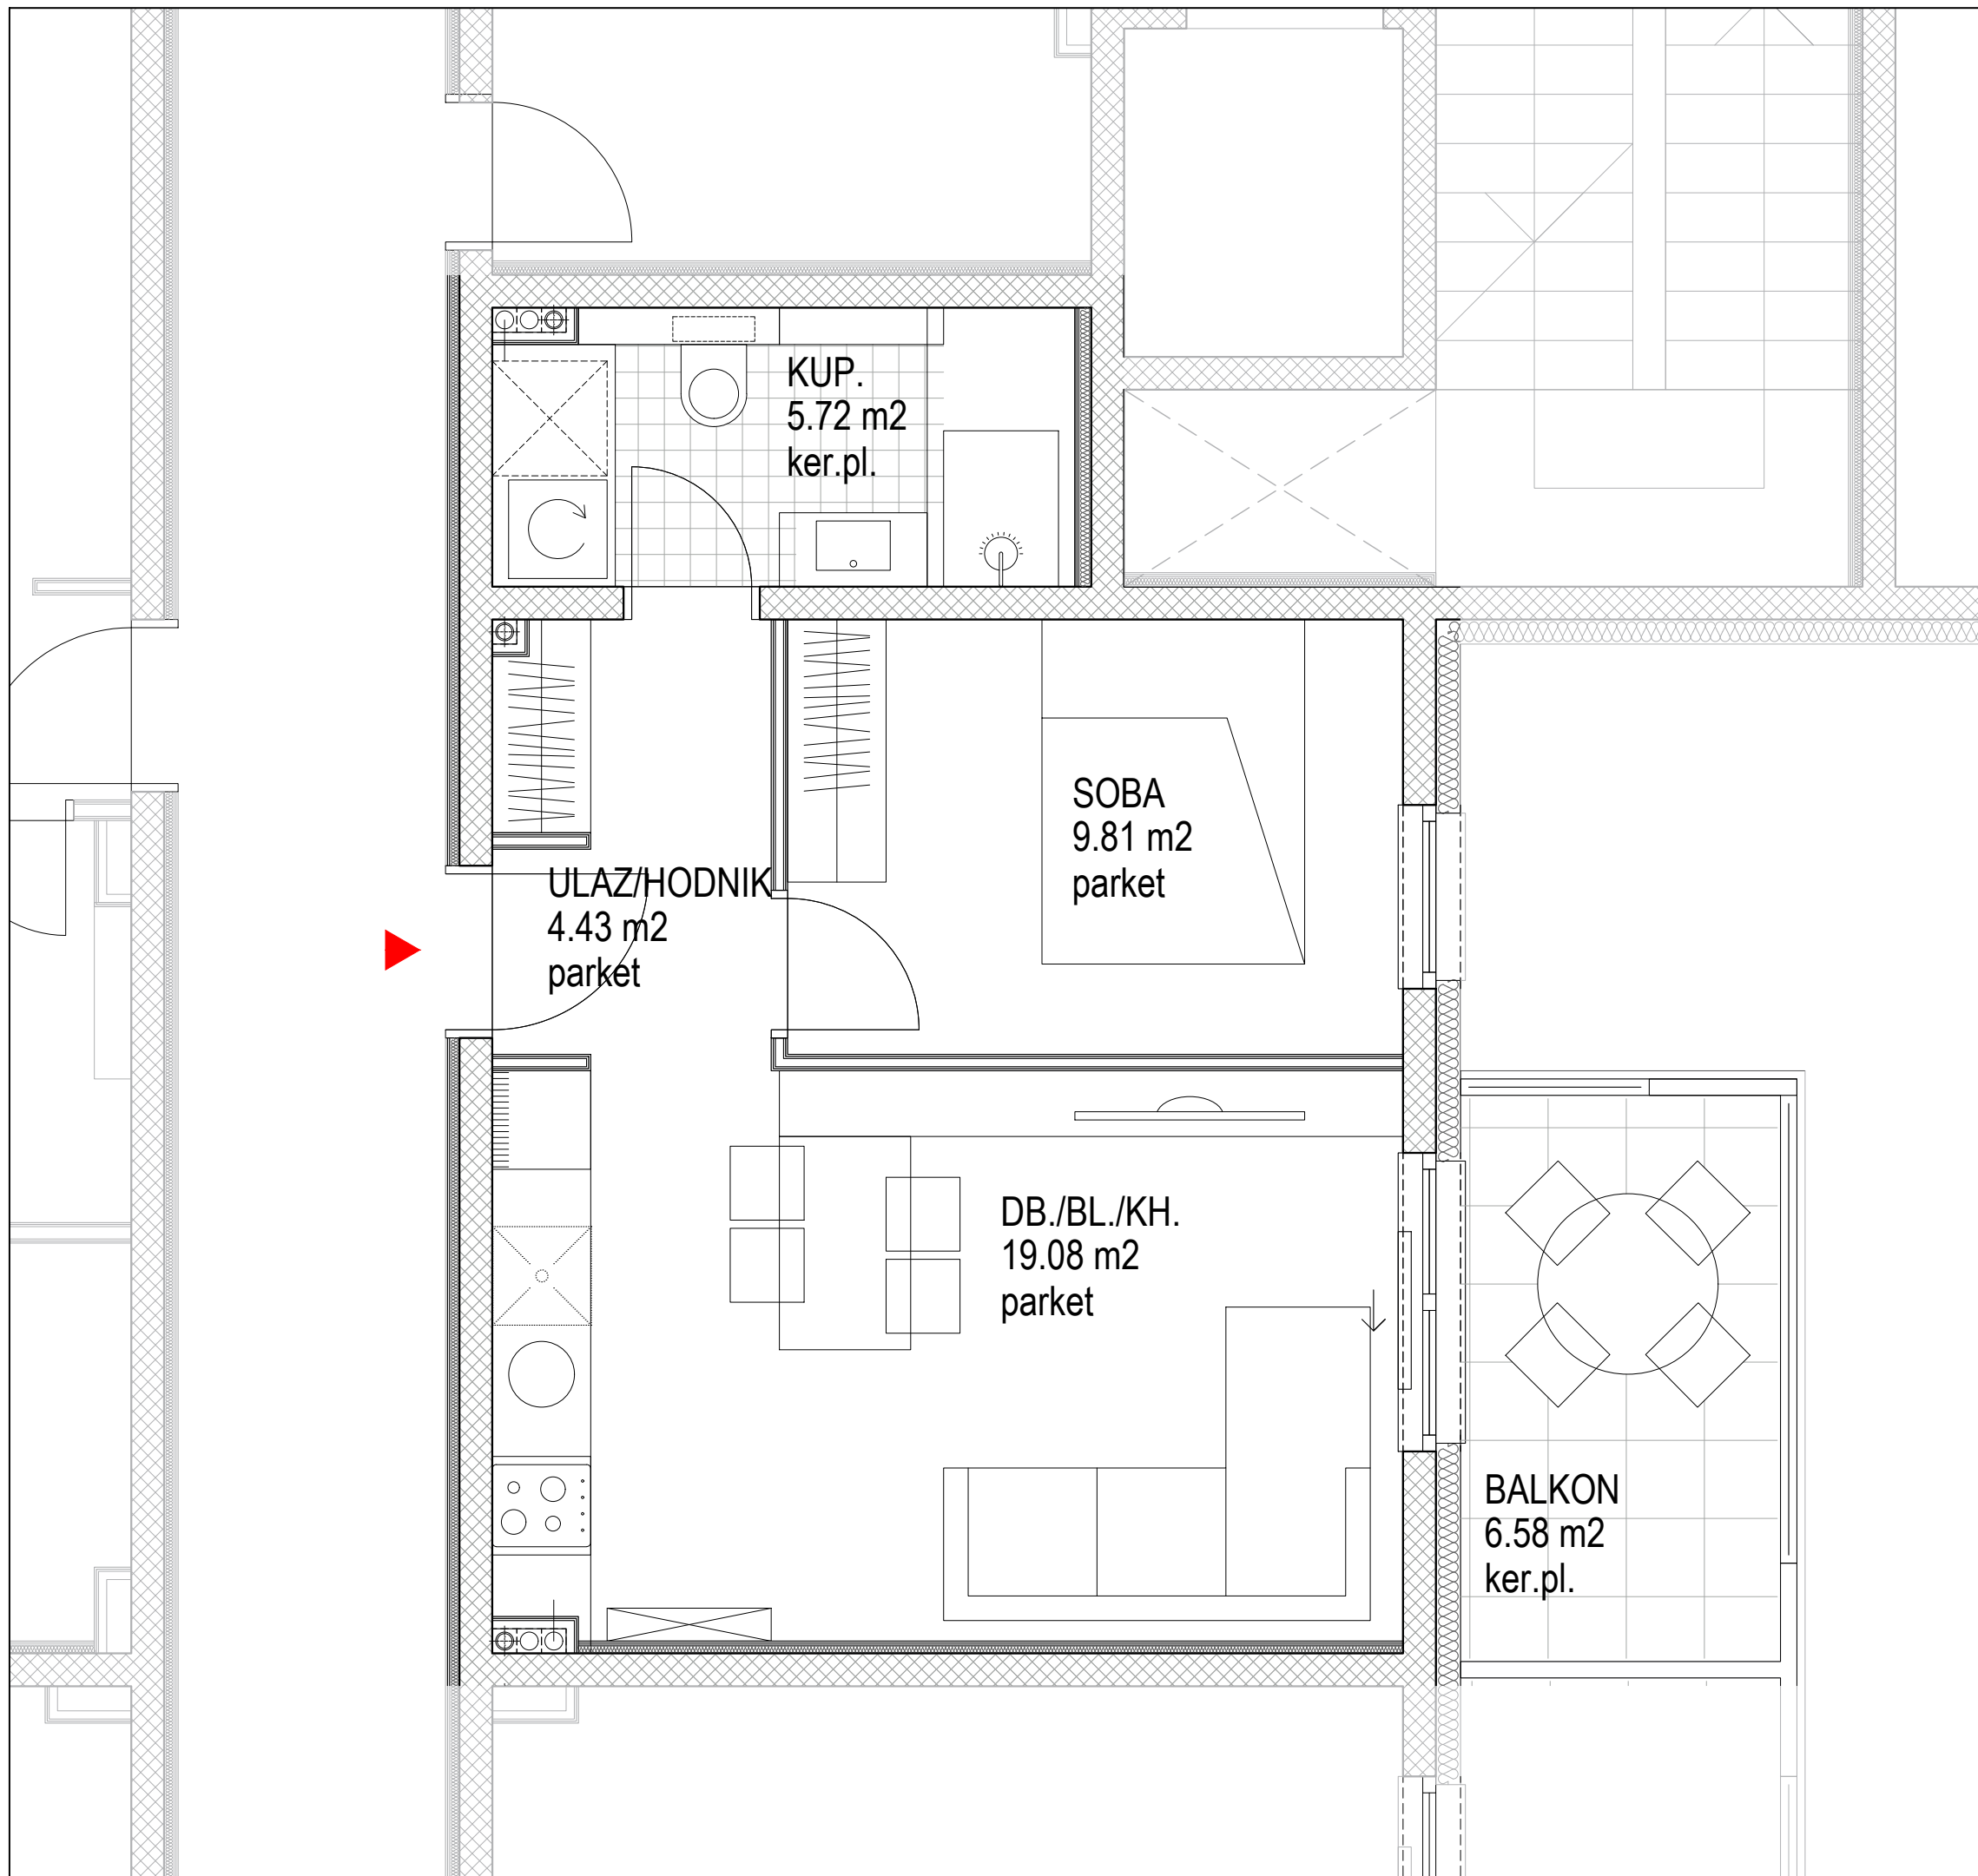 KUP.
5.72 m2
ker.pl.
SOBA
9.81 m2
parket
ULAZ/HODNIK
4.43 m2
parket
DB./BL./KH.
19.08 m2
parket
BALKON
6.58 m2
ker.pl.